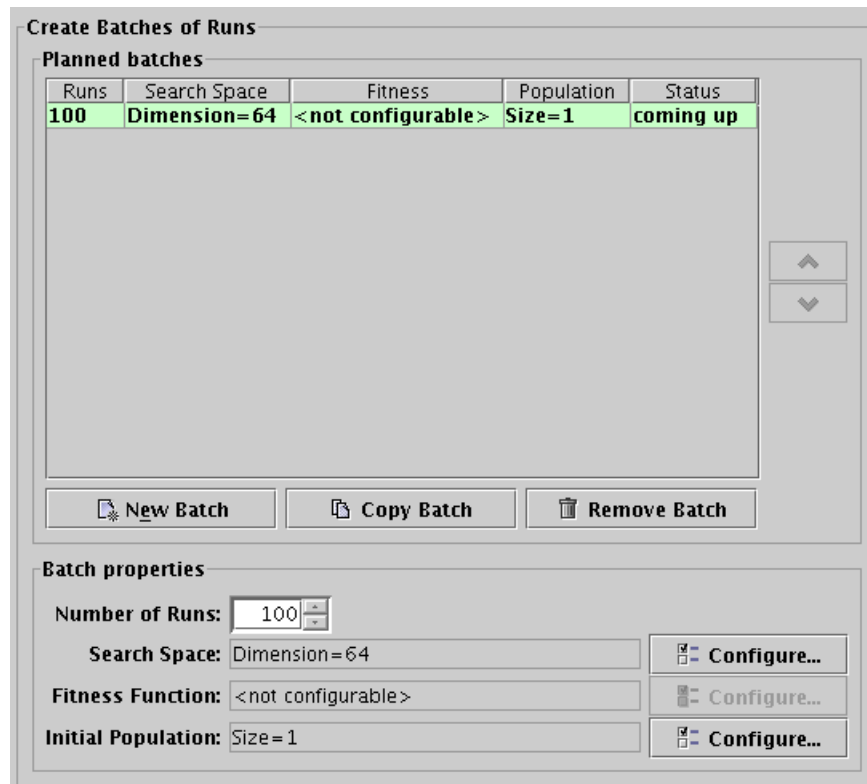 Create Batches of Runs
Planned batches
Runs Search Space Fitness Population Status
100 Dimension=64 <not configurable> Size=1 coming up
New Batch Copy Batch Remove Batch
Batch properties
Number of Runs: 100
Search Space: Dimension=64 Configure...
Fitness Function: <not configurable> Configure...
Initial Population: Size=1 Configure...